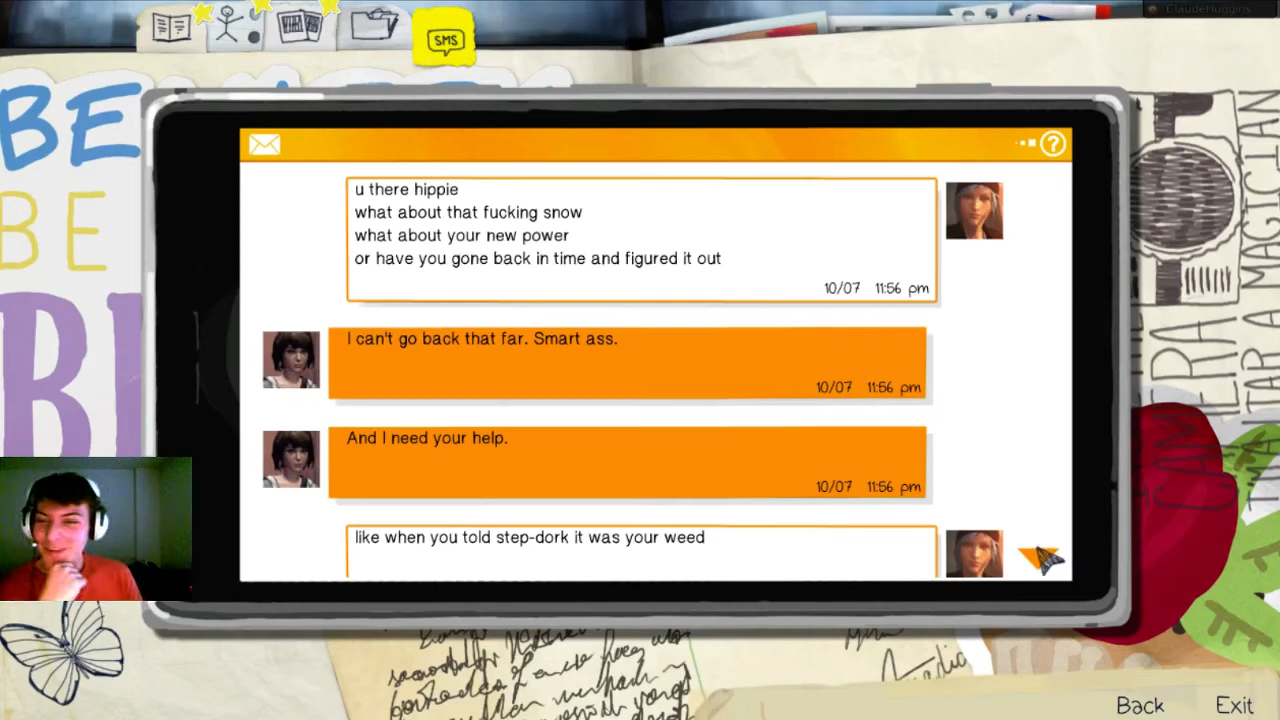 ClaudeHuggins
SMS
BE
BE
u there hippie
what about that fucking snow
what about your new power
or have you gone back in time and figured it out
10/07 11:56 pm
I can't go back that far. Smart ass.
10/07 11:56 pm
And I need your help.
10/07 11:56 pm
like when you told step-dork it was your weed
Back Exit